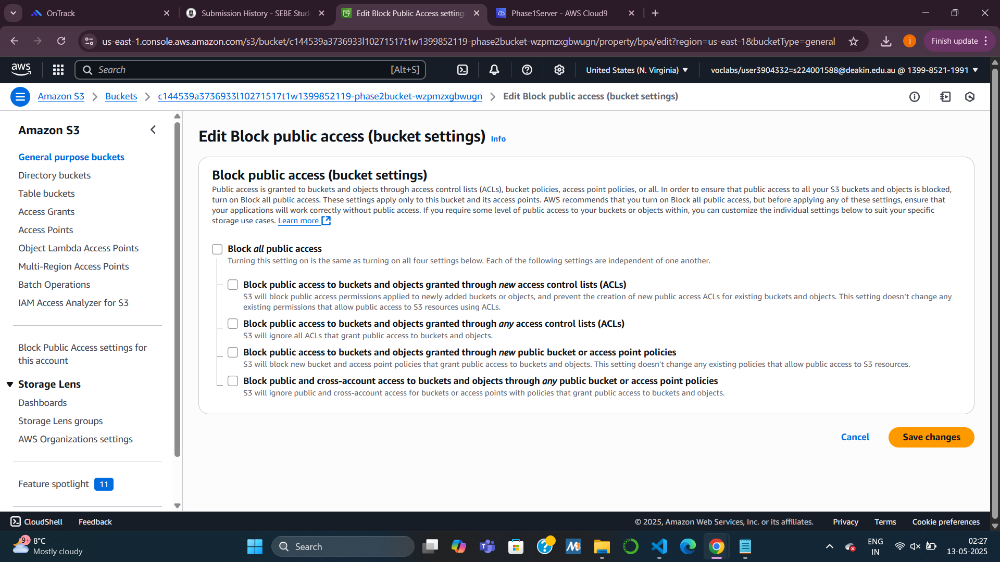 OnTrack
Submission History - SEBE Stud
Edit Block Public Access setting
Phase1Server - AWS Cloud9
us-east-1.console.aws.amazon.com/s3/bucket/c144539a3736933l10271517t1w1399852119-phase2bucket-wzpmzxgbwugn/property/bpa/edit?region=us-east-1&bucketType=general
j
Finish update
aws
Search
[Alt+S]
United States (N. Virginia)
voclabs/user3904332=s224001588@deakin.edu.au @ 1399-8521-1991
Amazon S3
Buckets
c144539a3736933l10271517t1w1399852119-phase2bucket-wzpmzxgbwugn
Edit Block public access (bucket settings)
Amazon S3
General purpose buckets
Directory buckets
Table buckets
Access Grants
Access Points
Object Lambda Access Points
Multi-Region Access Points
Batch Operations
IAM Access Analyzer for S3
Block Public Access settings for
this account
Storage Lens
Dashboards
Storage Lens groups
AWS Organizations settings
Feature spotlight 11
Edit Block public access (bucket settings) Info
Block public access (bucket settings)
Public access is granted to buckets and objects through access control lists (ACLs), bucket policies, access point policies, or all. In order to ensure that public access to all your S3 buckets and objects is blocked,
turn on Block all public access. These settings apply only to this bucket and its access points. AWS recommends that you turn on Block all public access, but before applying any of these settings, ensure that
your applications will work correctly without public access. If you require some level of public access to your buckets or objects within, you can customize the individual settings below to suit your specific
storage use cases. Learn more
Block all public access
Turning this setting on is the same as turning on all four settings below. Each of the following settings are independent of one another.
Block public access to buckets and objects granted through new access control lists (ACLs)
S3 will block public access permissions applied to newly added buckets or objects, and prevent the creation of new public access ACLs for existing buckets and objects. This setting doesn’t change any
existing permissions that allow public access to S3 resources using ACLs.
Block public access to buckets and objects granted through any access control lists (ACLs)
S3 will ignore all ACLs that grant public access to buckets and objects.
Block public access to buckets and objects granted through new public bucket or access point policies
S3 will block new bucket and access point policies that grant public access to buckets and objects. This setting doesn't change any existing policies that allow public access to S3 resources.
Block public and cross-account access to buckets and objects through any public bucket or access point policies
S3 will ignore public and cross-account access for buckets or access points with policies that grant public access to buckets and objects.
Cancel
Save changes
CloudShell
Feedback
© 2025, Amazon Web Services, Inc. or its affiliates.
Privacy
Terms
Cookie preferences
9+
8°C
Mostly cloudy
Search
ENG
IN
02:27
13-05-2025